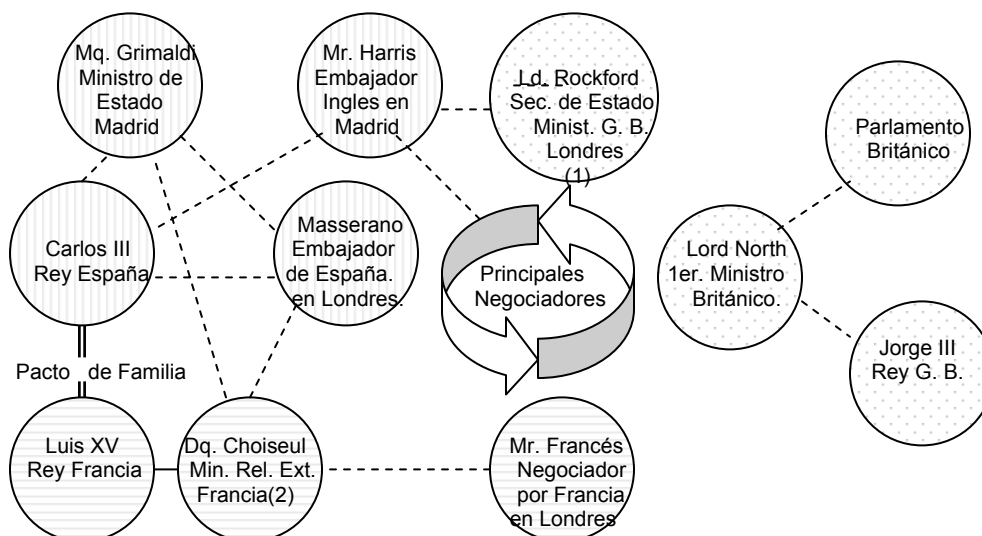 Mq. Grimaldi
Ministro de
Estado
Madrid
Mr. Harris
Embajador
Ingles en
Madrid
Ld. Rockford
Sec. de Estado
Minist. G. B.
Londres
(1)
Parlamento
Británico
Carlos III
Rey España
Masserano
Embajador
de España.
en Londres.
Principales
Negociadores
Lord North
1er. Ministro
Británico.
Jorge III
Rey G. B.
Pacto de Familia
Luis XV
Rey Francia
Dq. Choiseul
Min. Rel. Ext.
Francia(2)
Mr. Francés
Negociador
por Francia
en Londres